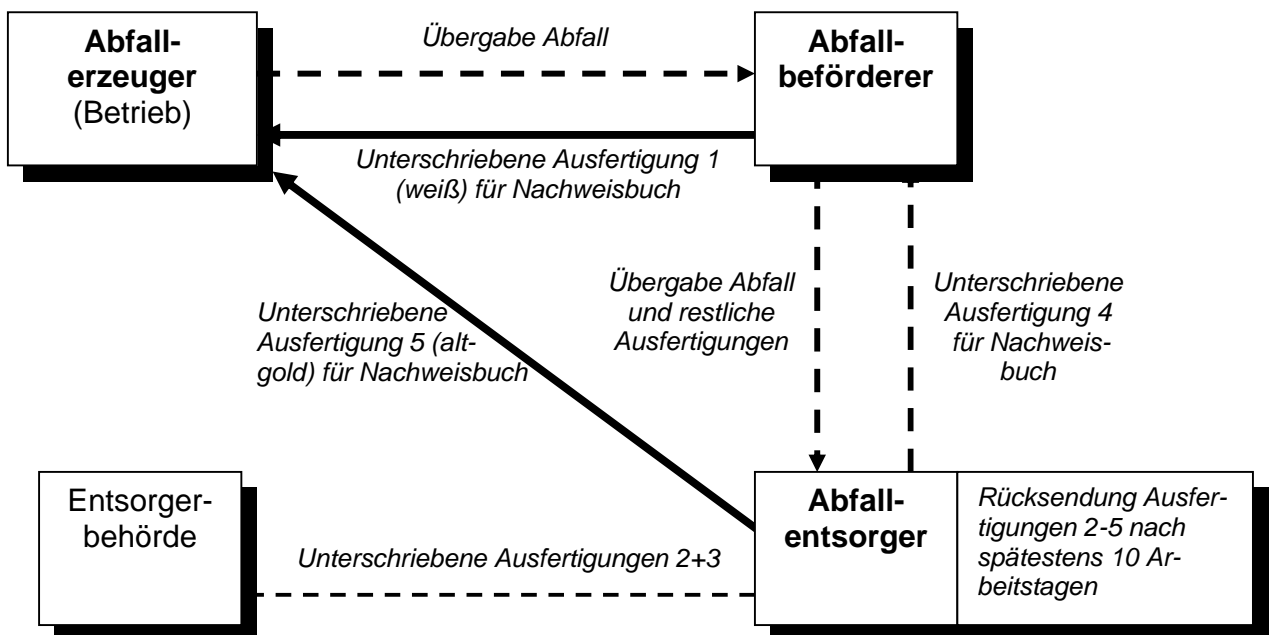 Abfall-
erzeuger
(Betrieb)
Übergabe Abfall
Abfall-
beförderer
Unterschriebene Ausfertigung 1
(weiß) für Nachweisbuch
Unterschriebene
Ausfertigung 5 (alt-
gold) für Nachweisbuch
Übergabe Abfall
und restliche
Ausfertigungen
Unterschriebene
Ausfertigung 4
für Nachweis-
buch
Entsorger-
behörde
Unterschriebene Ausfertigungen 2+3
Abfall-
entsorger
Rücksendung Ausfer-
tigungen 2-5 nach
spätestens 10 Ar-
beitstagen